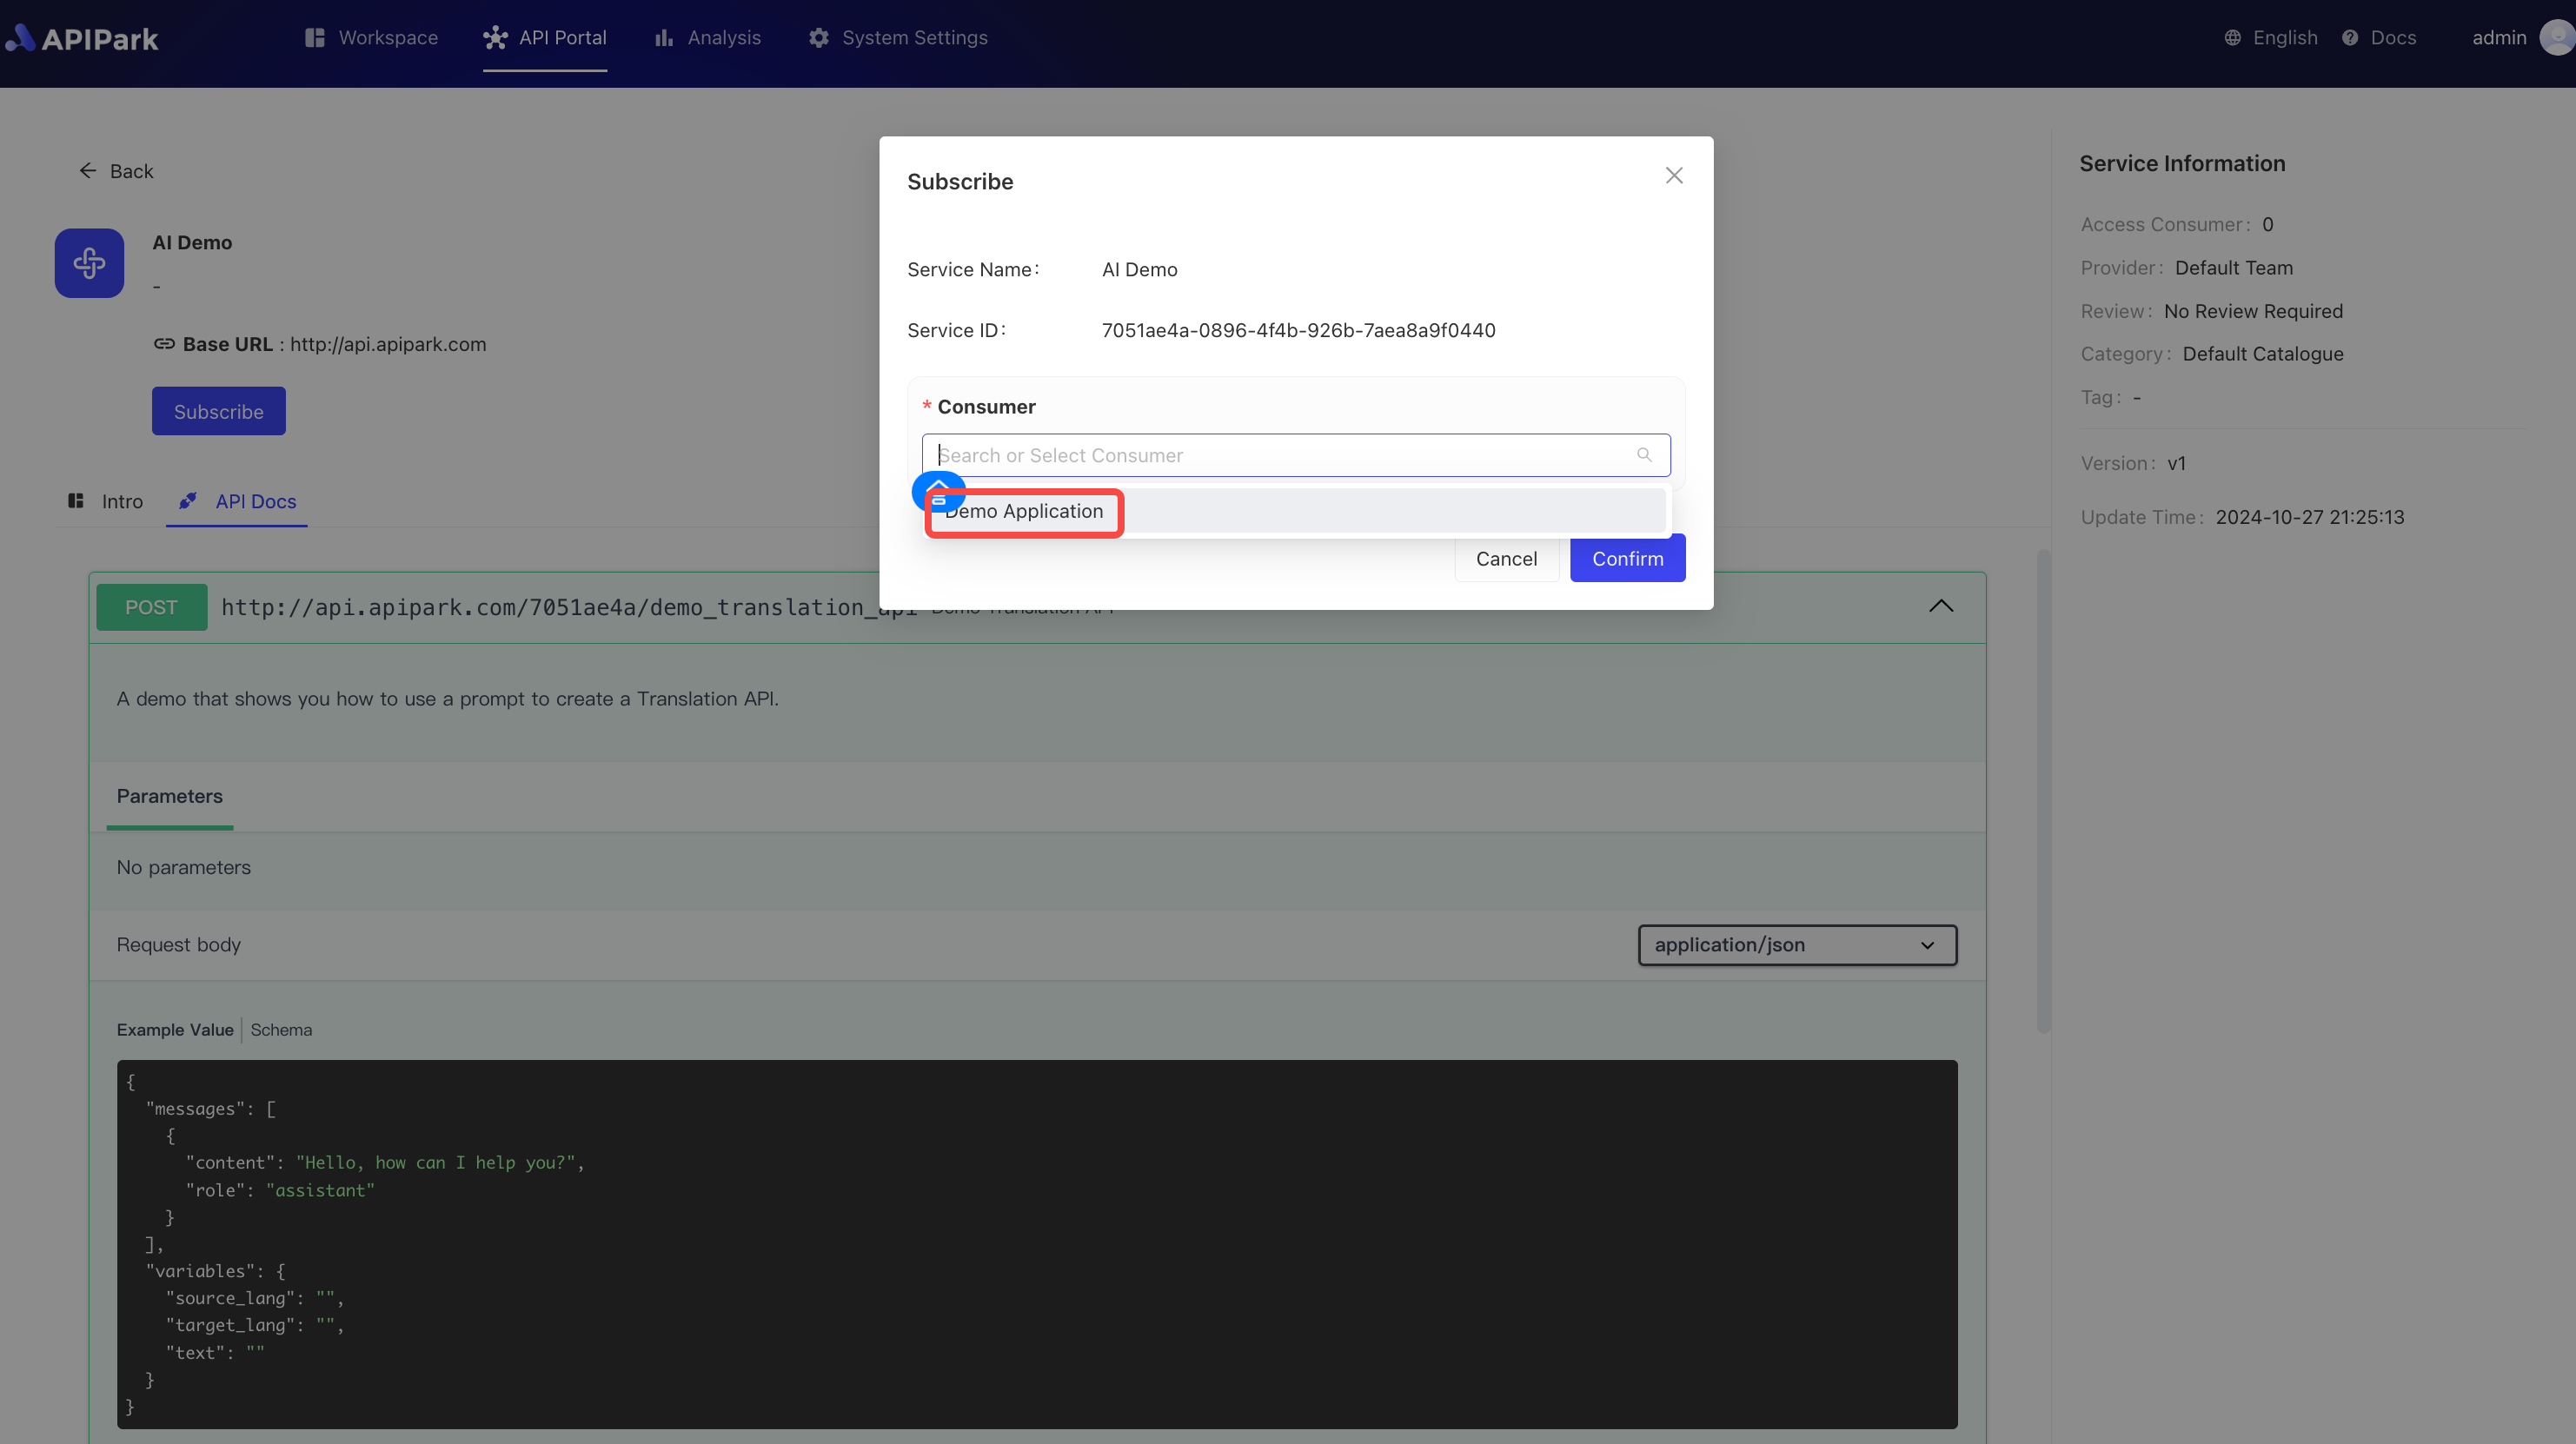 APIPark
Workspace
API Portal
Analysis
System Settings
English
Docs
admin
Back
AI Demo
-
Base URL : http://api.apipark.com
Subscribe
Intro
API Docs
Subscribe
Service Name:
AI Demo
Service ID:
7051ae4a-0896-4f4b-926b-7aea8a9f0440
* Consumer
Search or Select Consumer
Demo Application
Cancel
Confirm
Service Information
Access Consumer: 0
Provider: Default Team
Review: No Review Required
Category: Default Catalogue
Tag: -
Version: v1
Update Time: 2024-10-27 21:25:13
POST http://api.apipark.com/7051ae4a/demo_translation_api Demo Translation API
A demo that shows you how to use a prompt to create a Translation API.
Parameters
No parameters
Request body
application/json
Example Value | Schema
{
"messages": [
{
"content": "Hello, how can I help you?",
"role": "assistant"
}
],
"variables": {
"source_lang": "",
"target_lang": "",
"text": ""
}
}